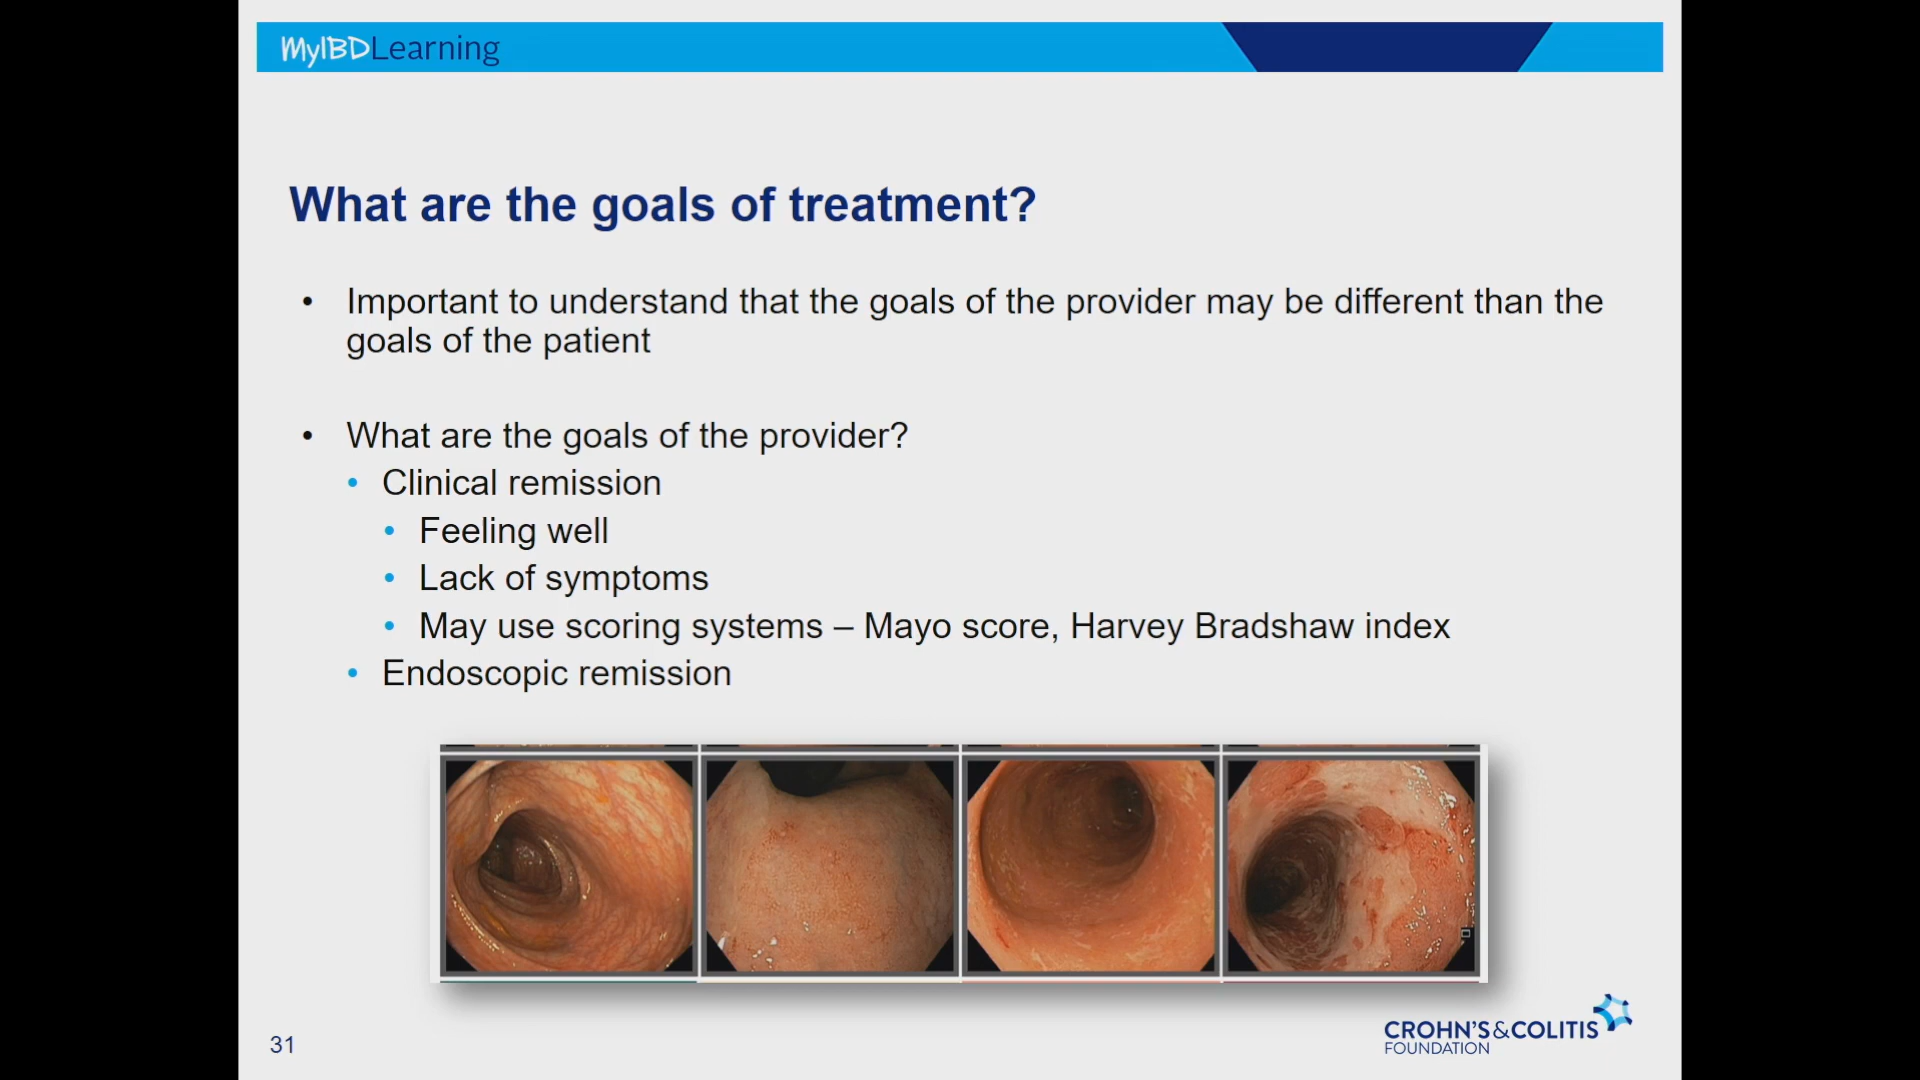 MyIBDLearning
What are the goals of treatment?
• Important to understand that the goals of the provider may be different than the
goals of the patient
• What are the goals of the provider?
• Clinical remission
• Feeling well
• Lack of symptoms
• May use scoring systems – Mayo score, Harvey Bradshaw index
• Endoscopic remission
31
CROHN'S&COLITIS
FOUNDATION